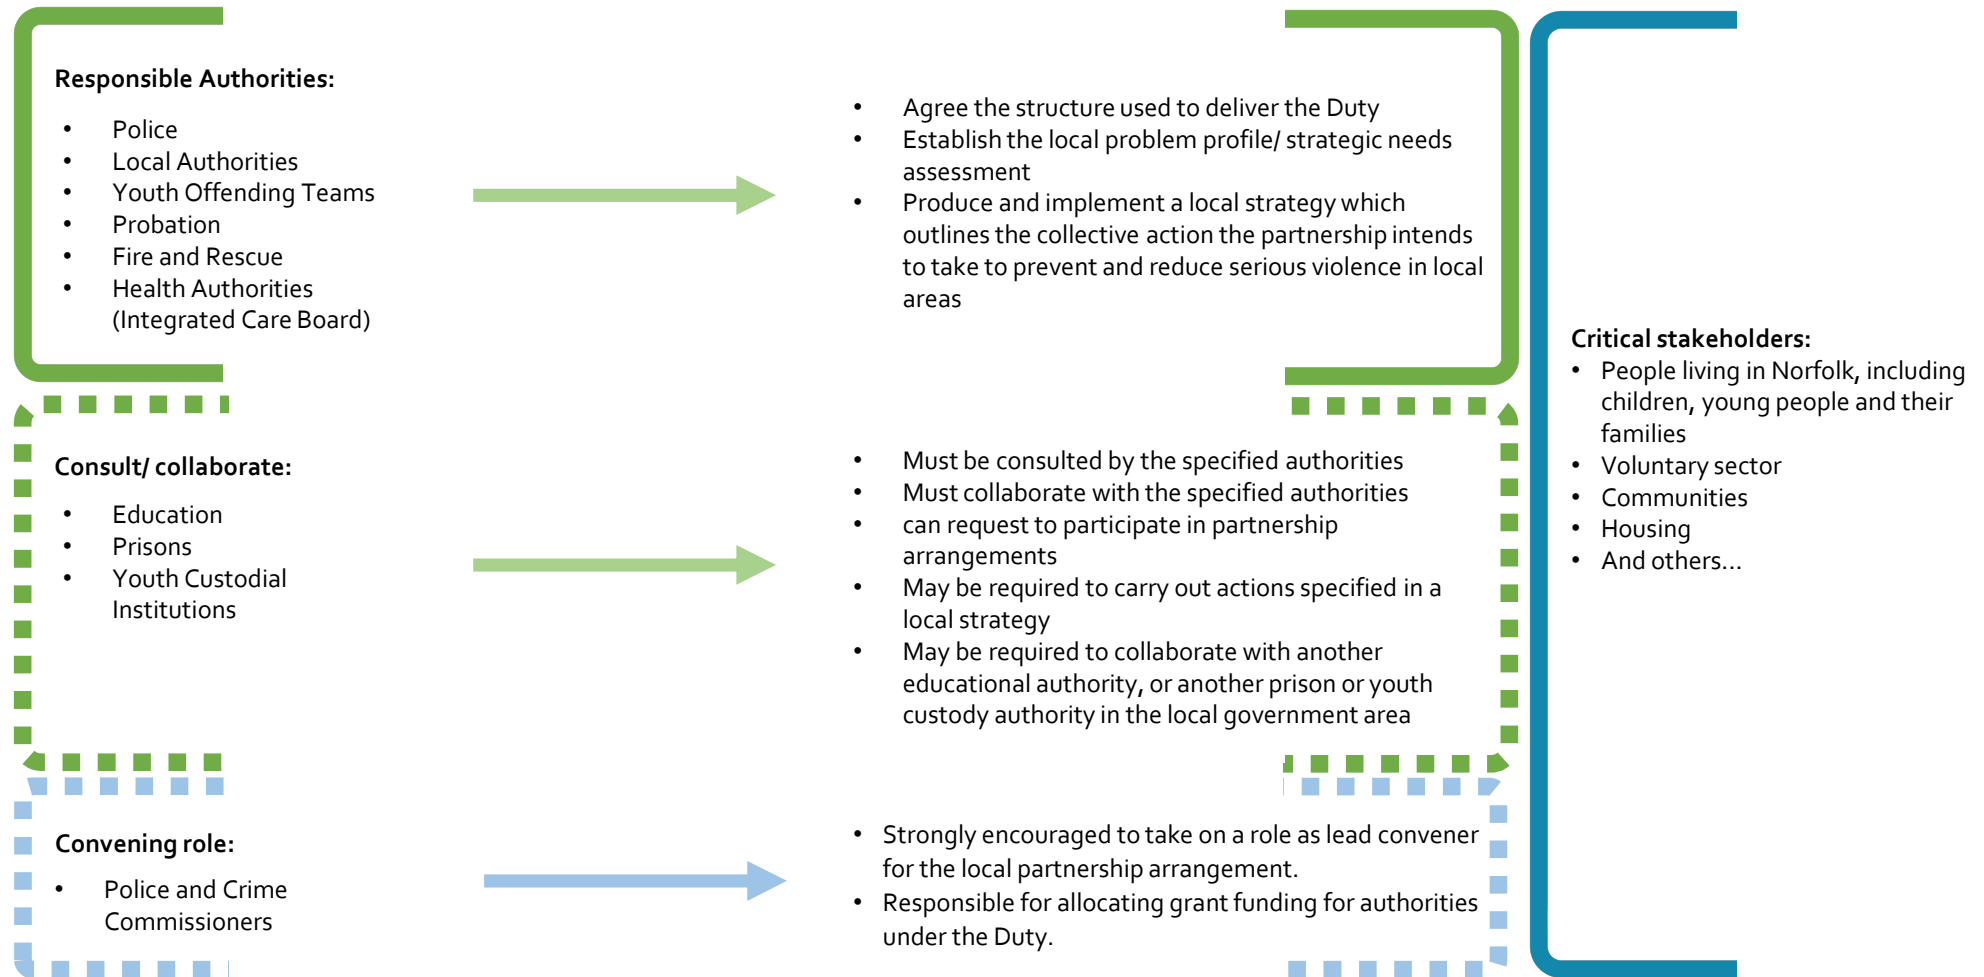 Responsible Authorities:
• Police
• Local Authorities
• Youth Offending Teams
• Probation
• Fire and Rescue
• Health Authorities
(Integrated Care Board)
• Agree the structure used to deliver the Duty
• Establish the local problem profile/ strategic needs
assessment
• Produce and implement a local strategy which
outlines the collective action the partnership intends
to take to prevent and reduce serious violence in local
areas
Consult/ collaborate:
• Education
• Prisons
• Youth Custodial
Institutions
• Must be consulted by the specified authorities
• Must collaborate with the specified authorities
• can request to participate in partnership
arrangements
• May be required to carry out actions specified in a
local strategy
• May be required to collaborate with another
educational authority, or another prison or youth
custody authority in the local government area
Convening role:
• Police and Crime
Commissioners
• Strongly encouraged to take on a role as lead convener
for the local partnership arrangement.
• Responsible for allocating grant funding for authorities
under the Duty.
Critical stakeholders:
• People living in Norfolk, including
children, young people and their
families
• Voluntary sector
• Communities
• Housing
• And others...